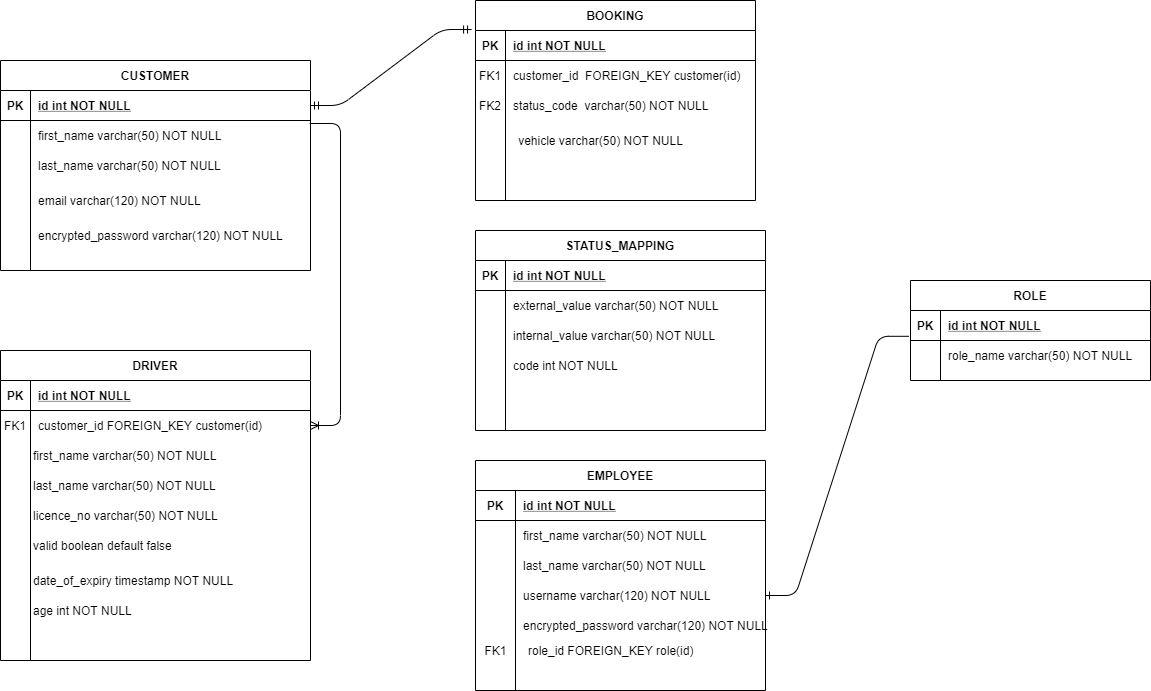 BOOKING
PK id int NOT NULL
FK1 customer_id FOREIGN_KEY customer(id)
FK2 status_code varchar(50) NOT NULL
vehicle varchar(50) NOT NULL
CUSTOMER
PK id int NOT NULL
first_name varchar(50) NOT NULL
last_name varchar(50) NOT NULL
email varchar(120) NOT NULL
encrypted_password varchar(120) NOT NULL
STATUS_MAPPING
PK id int NOT NULL
external_value varchar(50) NOT NULL
internal_value varchar(50) NOT NULL
code int NOT NULL
ROLE
PK id int NOT NULL
role_name varchar(50) NOT NULL
DRIVER
PK id int NOT NULL
FK1 customer_id FOREIGN_KEY customer(id)
first_name varchar(50) NOT NULL
last_name varchar(50) NOT NULL
licence_no varchar(50) NOT NULL
valid boolean default false
date_of_expiry timestamp NOT NULL
age int NOT NULL
EMPLOYEE
PK id int NOT NULL
first_name varchar(50) NOT NULL
last_name varchar(50) NOT NULL
username varchar(120) NOT NULL
encrypted_password varchar(120) NOT NULL
FK1 role_id FOREIGN_KEY role(id)